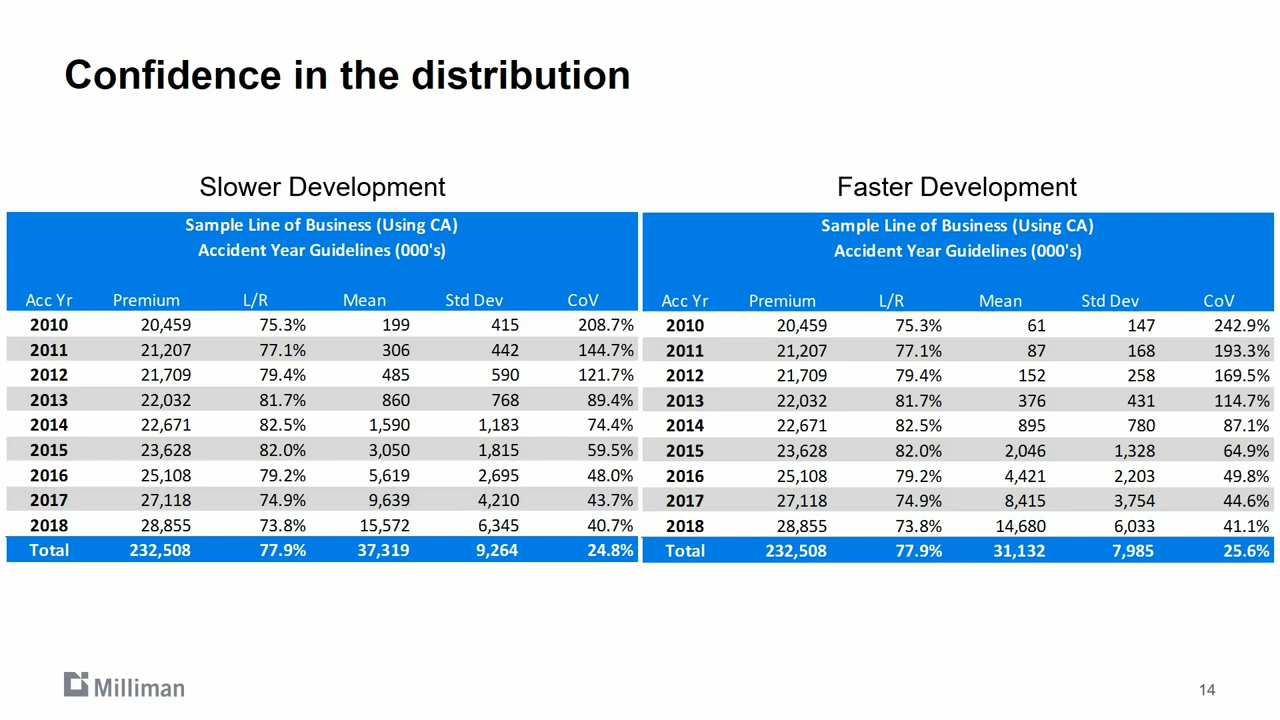 Confidence in the distribution
Slower Development
Sample Line of Business (Using CA)
Accident Year Guidelines (000's)
Acc Yr Premium L/R Mean Std Dev CoV
2010 20,459 75.3% 199 415 208.7%
2011 21,207 77.1% 306 442 144.7%
2012 21,709 79.4% 485 590 121.7%
2013 22,032 81.7% 860 768 89.4%
2014 22,671 82.5% 1,590 1,183 74.4%
2015 23,628 82.0% 3,050 1,815 59.5%
2016 25,108 79.2% 5,619 2,695 48.0%
2017 27,118 74.9% 9,639 4,210 43.7%
2018 28,855 73.8% 15,572 6,345 40.7%
Total 232,508 77.9% 37,319 9,264 24.8%
Faster Development
Sample Line of Business (Using CA)
Accident Year Guidelines (000's)
Acc Yr Premium L/R Mean Std Dev CoV
2010 20,459 75.3% 61 147 242.9%
2011 21,207 77.1% 87 168 193.3%
2012 21,709 79.4% 152 258 169.5%
2013 22,032 81.7% 376 431 114.7%
2014 22,671 82.5% 895 780 87.1%
2015 23,628 82.0% 2,046 1,328 64.9%
2016 25,108 79.2% 4,421 2,203 49.8%
2017 27,118 74.9% 8,415 3,754 44.6%
2018 28,855 73.8% 14,680 6,033 41.1%
Total 232,508 77.9% 31,132 7,985 25.6%
Milliman
14